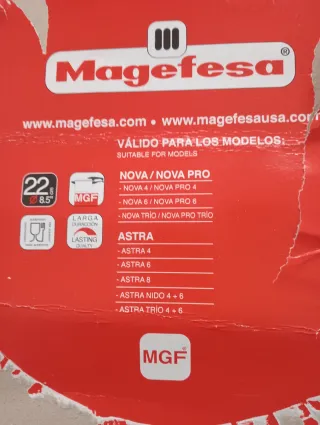 Magefesa®
www.magefesa.com • www.magefesausa.com
VÁLIDO PARA LOS MODELOS:
SUITABLE FOR MODELS
NOVA / NOVA PRO
- NOVA 4 / NOVA PRO 4
- NOVA 6 / NOVA PRO 6
- NOVA TRÍO / NOVA PRO TRÍO
ASTRA
- ASTRA 4
- ASTRA 6
- ASTRA 8
- ASTRA NIDO 4 + 6
- ASTRA TRÍO 4 + 6
22 cm
Ø 8.5"
MGF
LARGA
DURACIÓN
LASTING
QUALITY
MGF®